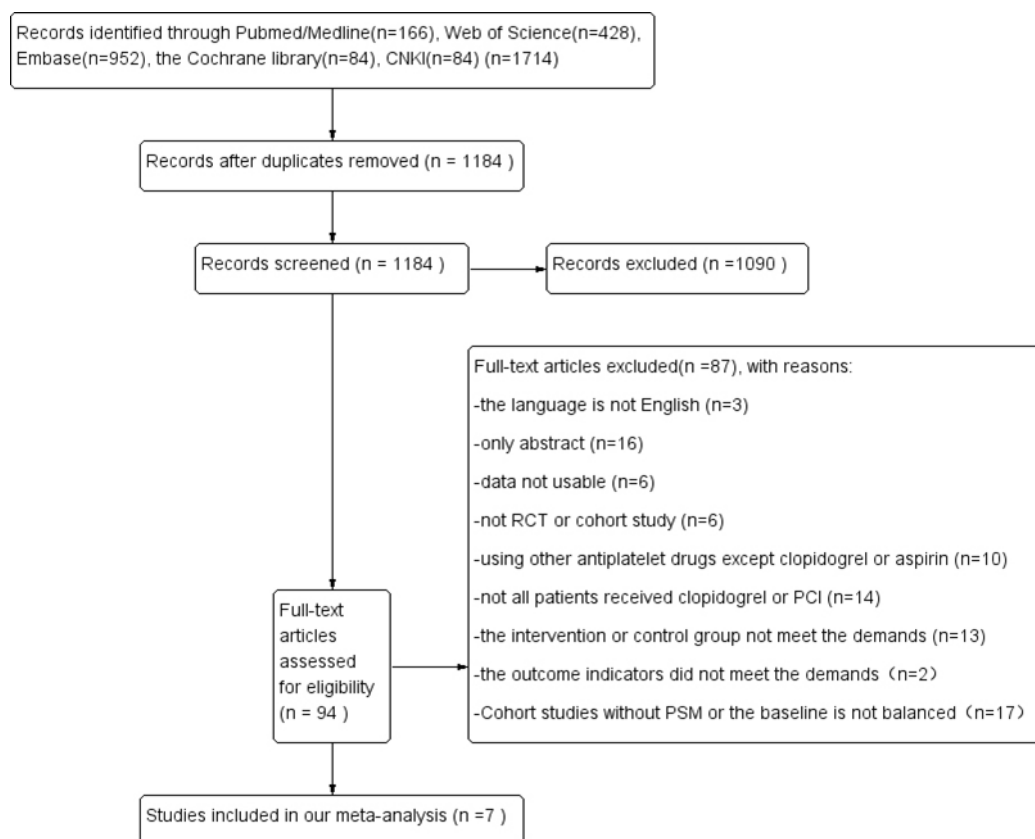 Records identified through Pubmed/Medline(n=166), Web of Science(n=428),
Embase(n=952), the Cochrane library(n=84), CNKI(n=84) (n=1714)
Records after duplicates removed (n = 1184 )
Records screened (n = 1184 )
Records excluded (n =1090 )
Full-text articles excluded(n =87), with reasons:
-the language is not English (n=3)
-only abstract (n=16)
-data not usable (n=6)
-not RCT or cohort study (n=6)
-using other antiplatelet drugs except clopidogrel or aspirin (n=10)
-not all patients received clopidogrel or PCI (n=14)
-the intervention or control group not meet the demands (n=13)
-the outcome indicators did not meet the demands（n=2）
-Cohort studies without PSM or the baseline is not balanced（n=17）
Full-text
articles
assessed
for eligibility
(n = 94 )
Studies included in our meta-analysis (n =7 )